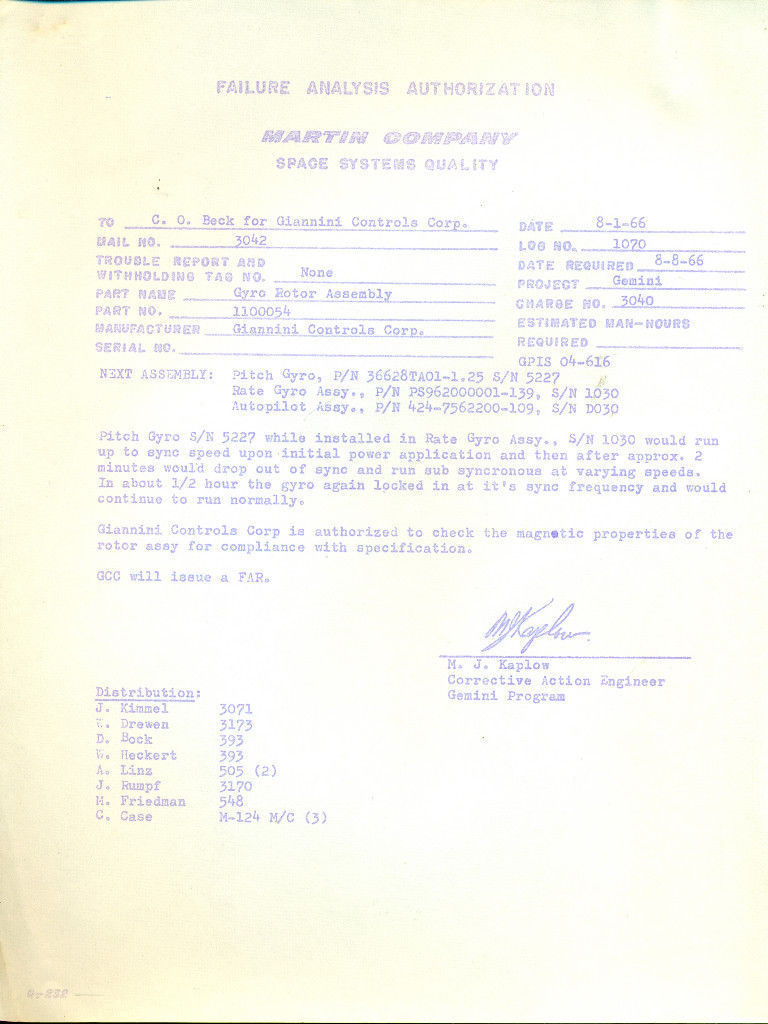 FAILURE ANALYSIS AUTHORIZATION
MARTIN COMPANY
SPACE SYSTEMS QUALITY
TO C. O. Beck for Giannini Controls Corp.
DATE 8-1-66
MAIL NO. 3042
LOG NO. 1070
TROUBLE REPORT AND
WITHHOLDING TAG NO. None
DATE REQUIRED 8-8-66
PROJECT Gemini
PART NAME Gyro Rotor Assembly
CHARGE NO. 3040
PART NO. 1100054
ESTIMATED MAN-HOURS
MANUFACTURER Giannini Controls Corp.
REQUIRED
SERIAL NO.
GPIS 04-616
NEXT ASSEMBLY: Pitch Gyro, P/N 36628TA01-1.25 S/N 5227
Rate Gyro Assy., P/N PS962000001-139, S/N 1030
Autopilot Assy., P/N 424-7562200-109, S/N D030
Pitch Gyro S/N 5227 while installed in Rate Gyro Assy., S/N 1030 would run
up to sync speed upon initial power application and then after approx. 2
minutes would drop out of sync and run sub syncronous at varying speeds.
In about 1/2 hour the gyro again locked in at it's sync frequency and would
continue to run normally.
Giannini Controls Corp is authorized to check the magnetic properties of the
rotor assy for compliance with specification.
GCC will issue a FAR.
MJKaplow
M. J. Kaplow
Corrective Action Engineer
Gemini Program
Distribution:
J. Kimmel 3071
Drewen 3173
D. Bock 393
W. Heckert 393
A. Linz 505 (2)
J. Rumpf 3170
M. Friedman 548
C. Case M-124 M/C (3)
4-232